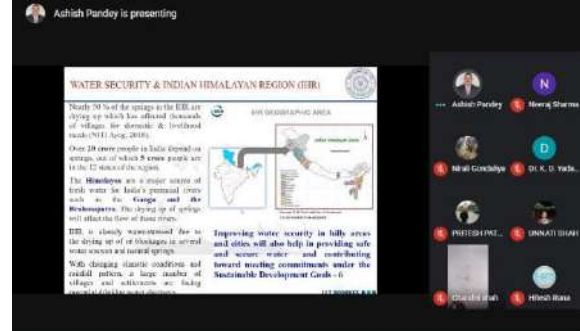 Ashish Pandey is presenting
WATER SECURITY & INDIAN HIMALAYAN REGION (IHR)
Nearly 50 % of the springs in the IHR are
drying up which has affected thousands
of villages for domestic & livelihood
needs (NITI Ayog, 2018).
Over 20 crore people in India depend on
springs, out of which 5 crore people are
in the 12 states of the region.
The Himalayas are a major source of
fresh water for India's perennial rivers
such as the Ganga and the
Brahmaputra. The drying up of springs
will affect the flow of these rivers.
IHR is already water-stressed due to
the drying up of or blockages in several
water sources and natural springs.
With changing climatic conditions and
rainfall pattern, a large number of
villages and settlements are facing
IHR GEOGRAPHIC AREA
Improving water security in hilly areas
and cities will also help in providing safe
and secure water and contributing
toward meeting commitments under the
Sustainable Development Goals - 6
Ashish Pandey
N
Neeraj Sharma
Nirali Gondaliya
D
Dr. K. D. Yada...
PRITESH PAT...
UNNATI SHAH
Chandni shah
Hitesh Rana